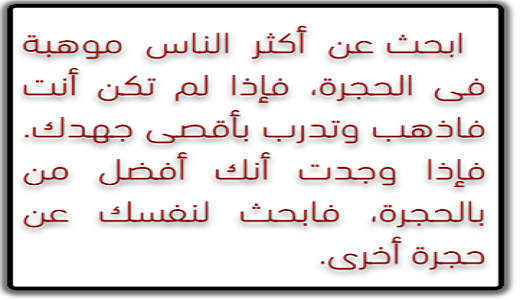 ابحث عن أكثر الناس موهبة
فى الحجرة، فإذا لم تكن أنت
فاذهب وتدرب بأقصى جهدك.
فإذا وجدت أنك أفضل من
بالحجرة، فابحث لنفسك عن
حجرة أخرى.